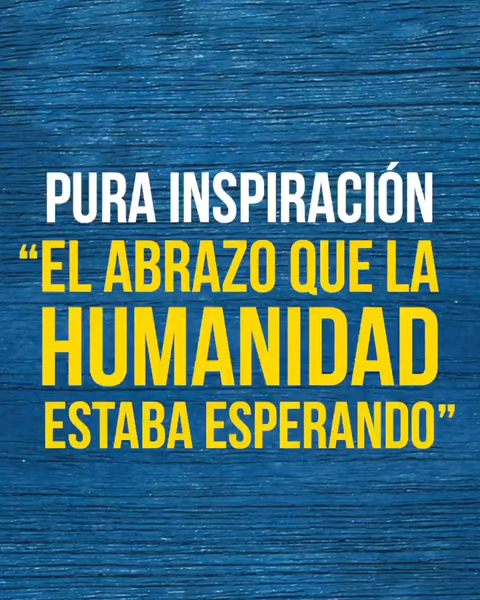 PURA INSPIRACIÓN
“EL ABRAZO QUE LA
HUMANIDAD
ESTABA ESPERANDO”